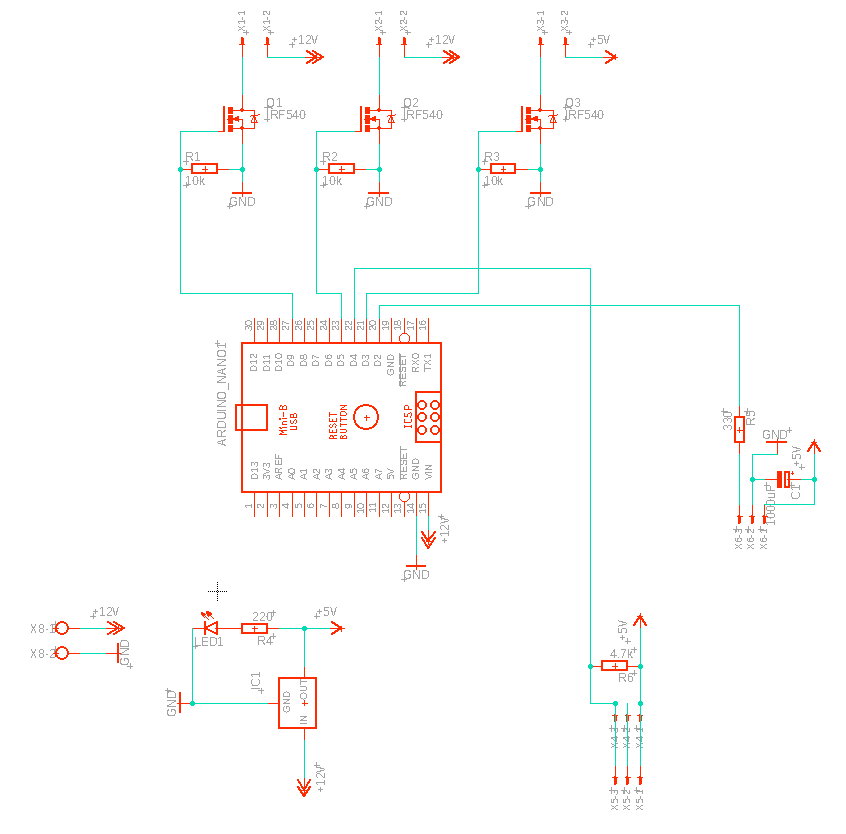 X1-1
X1-2
+12V
X2-1
X2-2
+12V
X3-1
X3-2
+5V
Q1
IRF540
Q2
IRF540
Q3
IRF540
R1
10k
R2
10k
R3
10k
GND
GND
GND
30 29 28 27 26 25 24 23 22 21 20 19 18 17 16
D12 D11 D10 D9 D8 D7 D6 D5 D4 D3 D2 GND RESET RX0 TX1
ARDUINO_NANO1
Mini-B
USB
RESET
BUTTON
ICSP
D13 3V3 AREF A0 A1 A2 A3 A4 A5 A6 A7 5V RESET GND VIN
1 2 3 4 5 6 7 8 9 10 11 12 13 14 15
+12V
GND
330
R5
GND
+5V
C1
1000uF
X6-3
X6-2
X6-1
X8-1
+12V
X8-2
GND
LED1
220
R4
+5V
IC1
GND
OUT
IN
GND
+12V
+5V
4.7k
R6
X4-3
X4-2
X4-1
X5-3
X5-2
X5-1